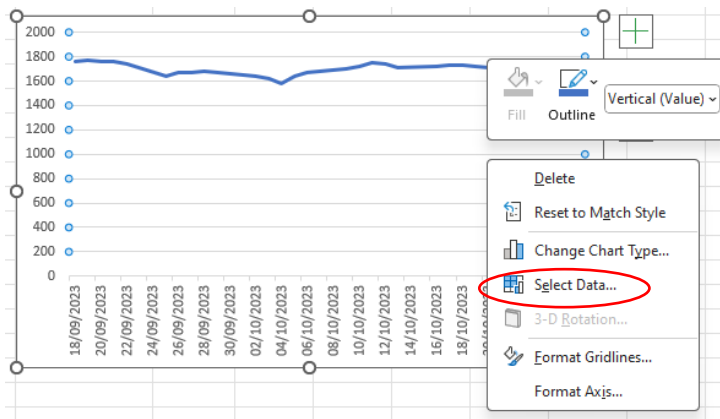 2000
1800
1600
1400
1200
1000
800
600
400
200
0
18/09/2023
20/09/2023
22/09/2023
24/09/2023
26/09/2023
28/09/2023
30/09/2023
02/10/2023
04/10/2023
06/10/2023
08/10/2023
10/10/2023
12/10/2023
14/10/2023
16/10/2023
18/10/2023
Fill
Outline
Vertical (Value)
Delete
Reset to Match Style
Change Chart Type...
Select Data...
3-D Rotation...
Format Gridlines...
Format Axis...